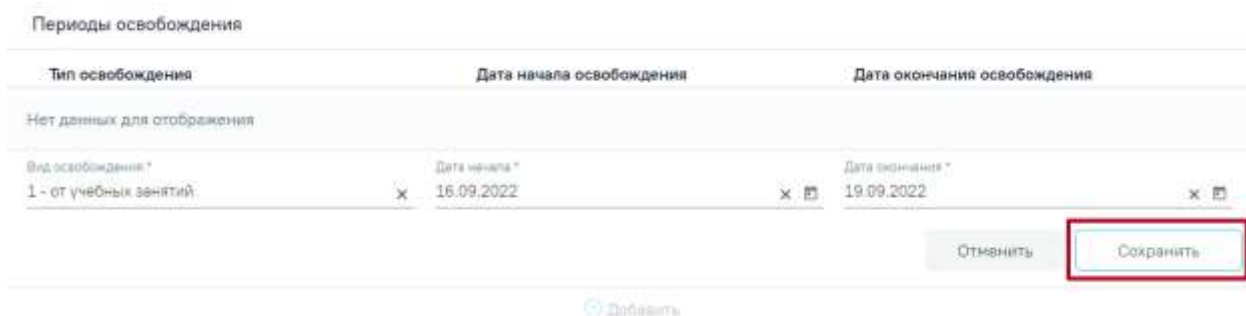 Периоды освобождения
Тип освобождения Дата начала освобождения Дата окончания освобождения
Нет данных для отображения
Вид освобождения * Дата начала * Дата окончания *
1 - от учебных занятий 16.09.2022 19.09.2022
Отменить Сохранить
Добавить